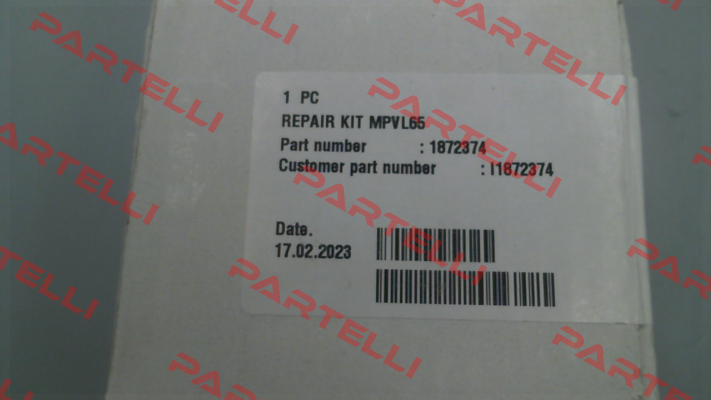 1 PC
REPAIR KIT MPVL65
Part number : 1872374
Customer part number : I1872374
Date.
17.02.2023
PARTELLI
PARTELLI
PARTELLI
PARTELLI
PARTELLI
PARTELLI
PARTELLI
PARTELLI
PARTELLI